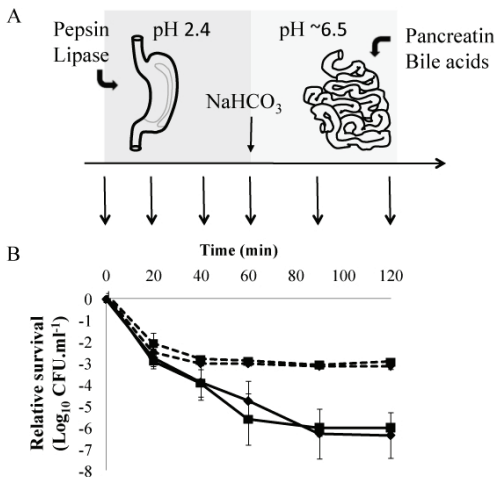 A
Pepsin
Lipase
pH 2.4
pH ~6.5
Pancreatin
Bile acids
NaHCO₃
B
Time (min)
0 20 40 60 80 100 120
0
-1
-2
-3
-4
-5
-6
-7
-8
Relative survival
(Log₁₀ CFU.ml⁻¹)